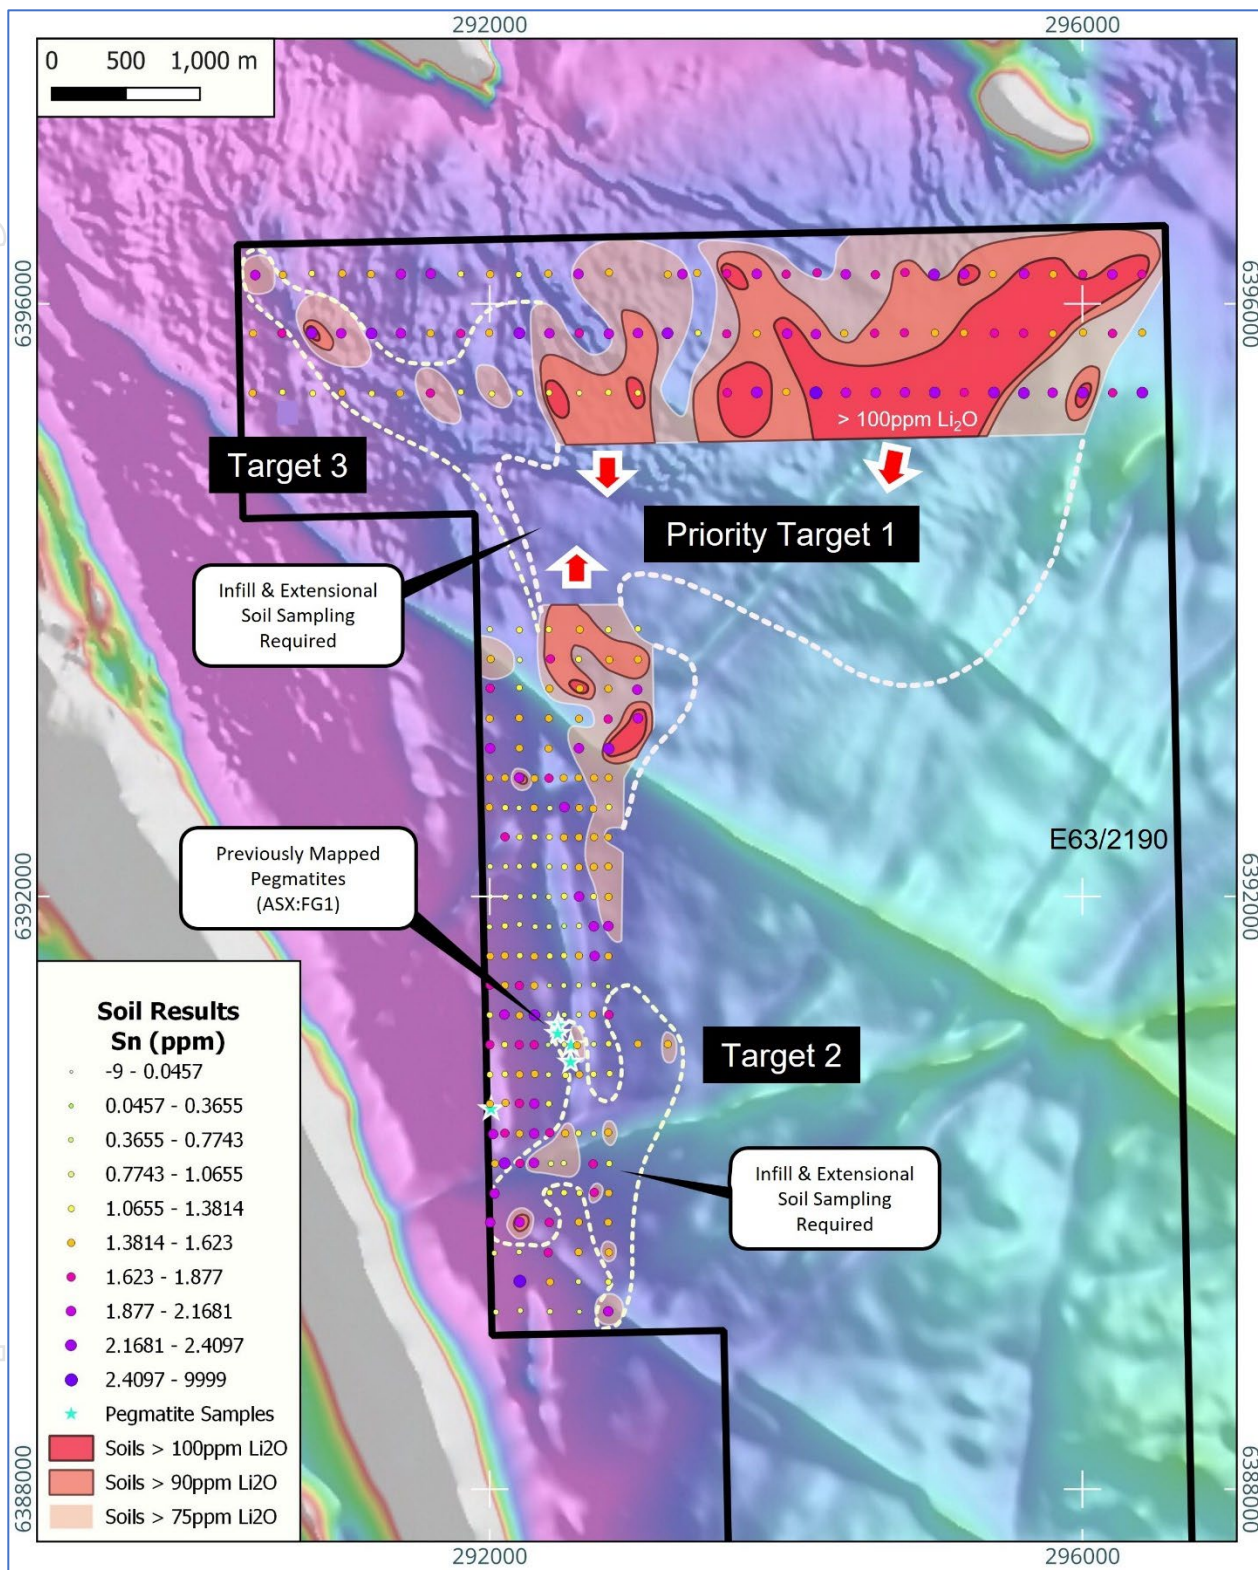 292000
296000
0 500 1,000 m
6396000
6396000
> 100ppm Li2O
Target 3
Priority Target 1
Infill & Extensional
Soil Sampling
Required
E63/2190
Previously Mapped
Pegmatites
(ASX:FG1)
6392000
6392000
Target 2
Infill & Extensional
Soil Sampling
Required
Soil Results
Sn (ppm)
-9 - 0.0457
0.0457 - 0.3655
0.3655 - 0.7743
0.7743 - 1.0655
1.0655 - 1.3814
1.3814 - 1.623
1.623 - 1.877
1.877 - 2.1681
2.1681 - 2.4097
2.4097 - 9999
Pegmatite Samples
Soils > 100ppm Li2O
Soils > 90ppm Li2O
Soils > 75ppm Li2O
6388000
6388000
292000
296000